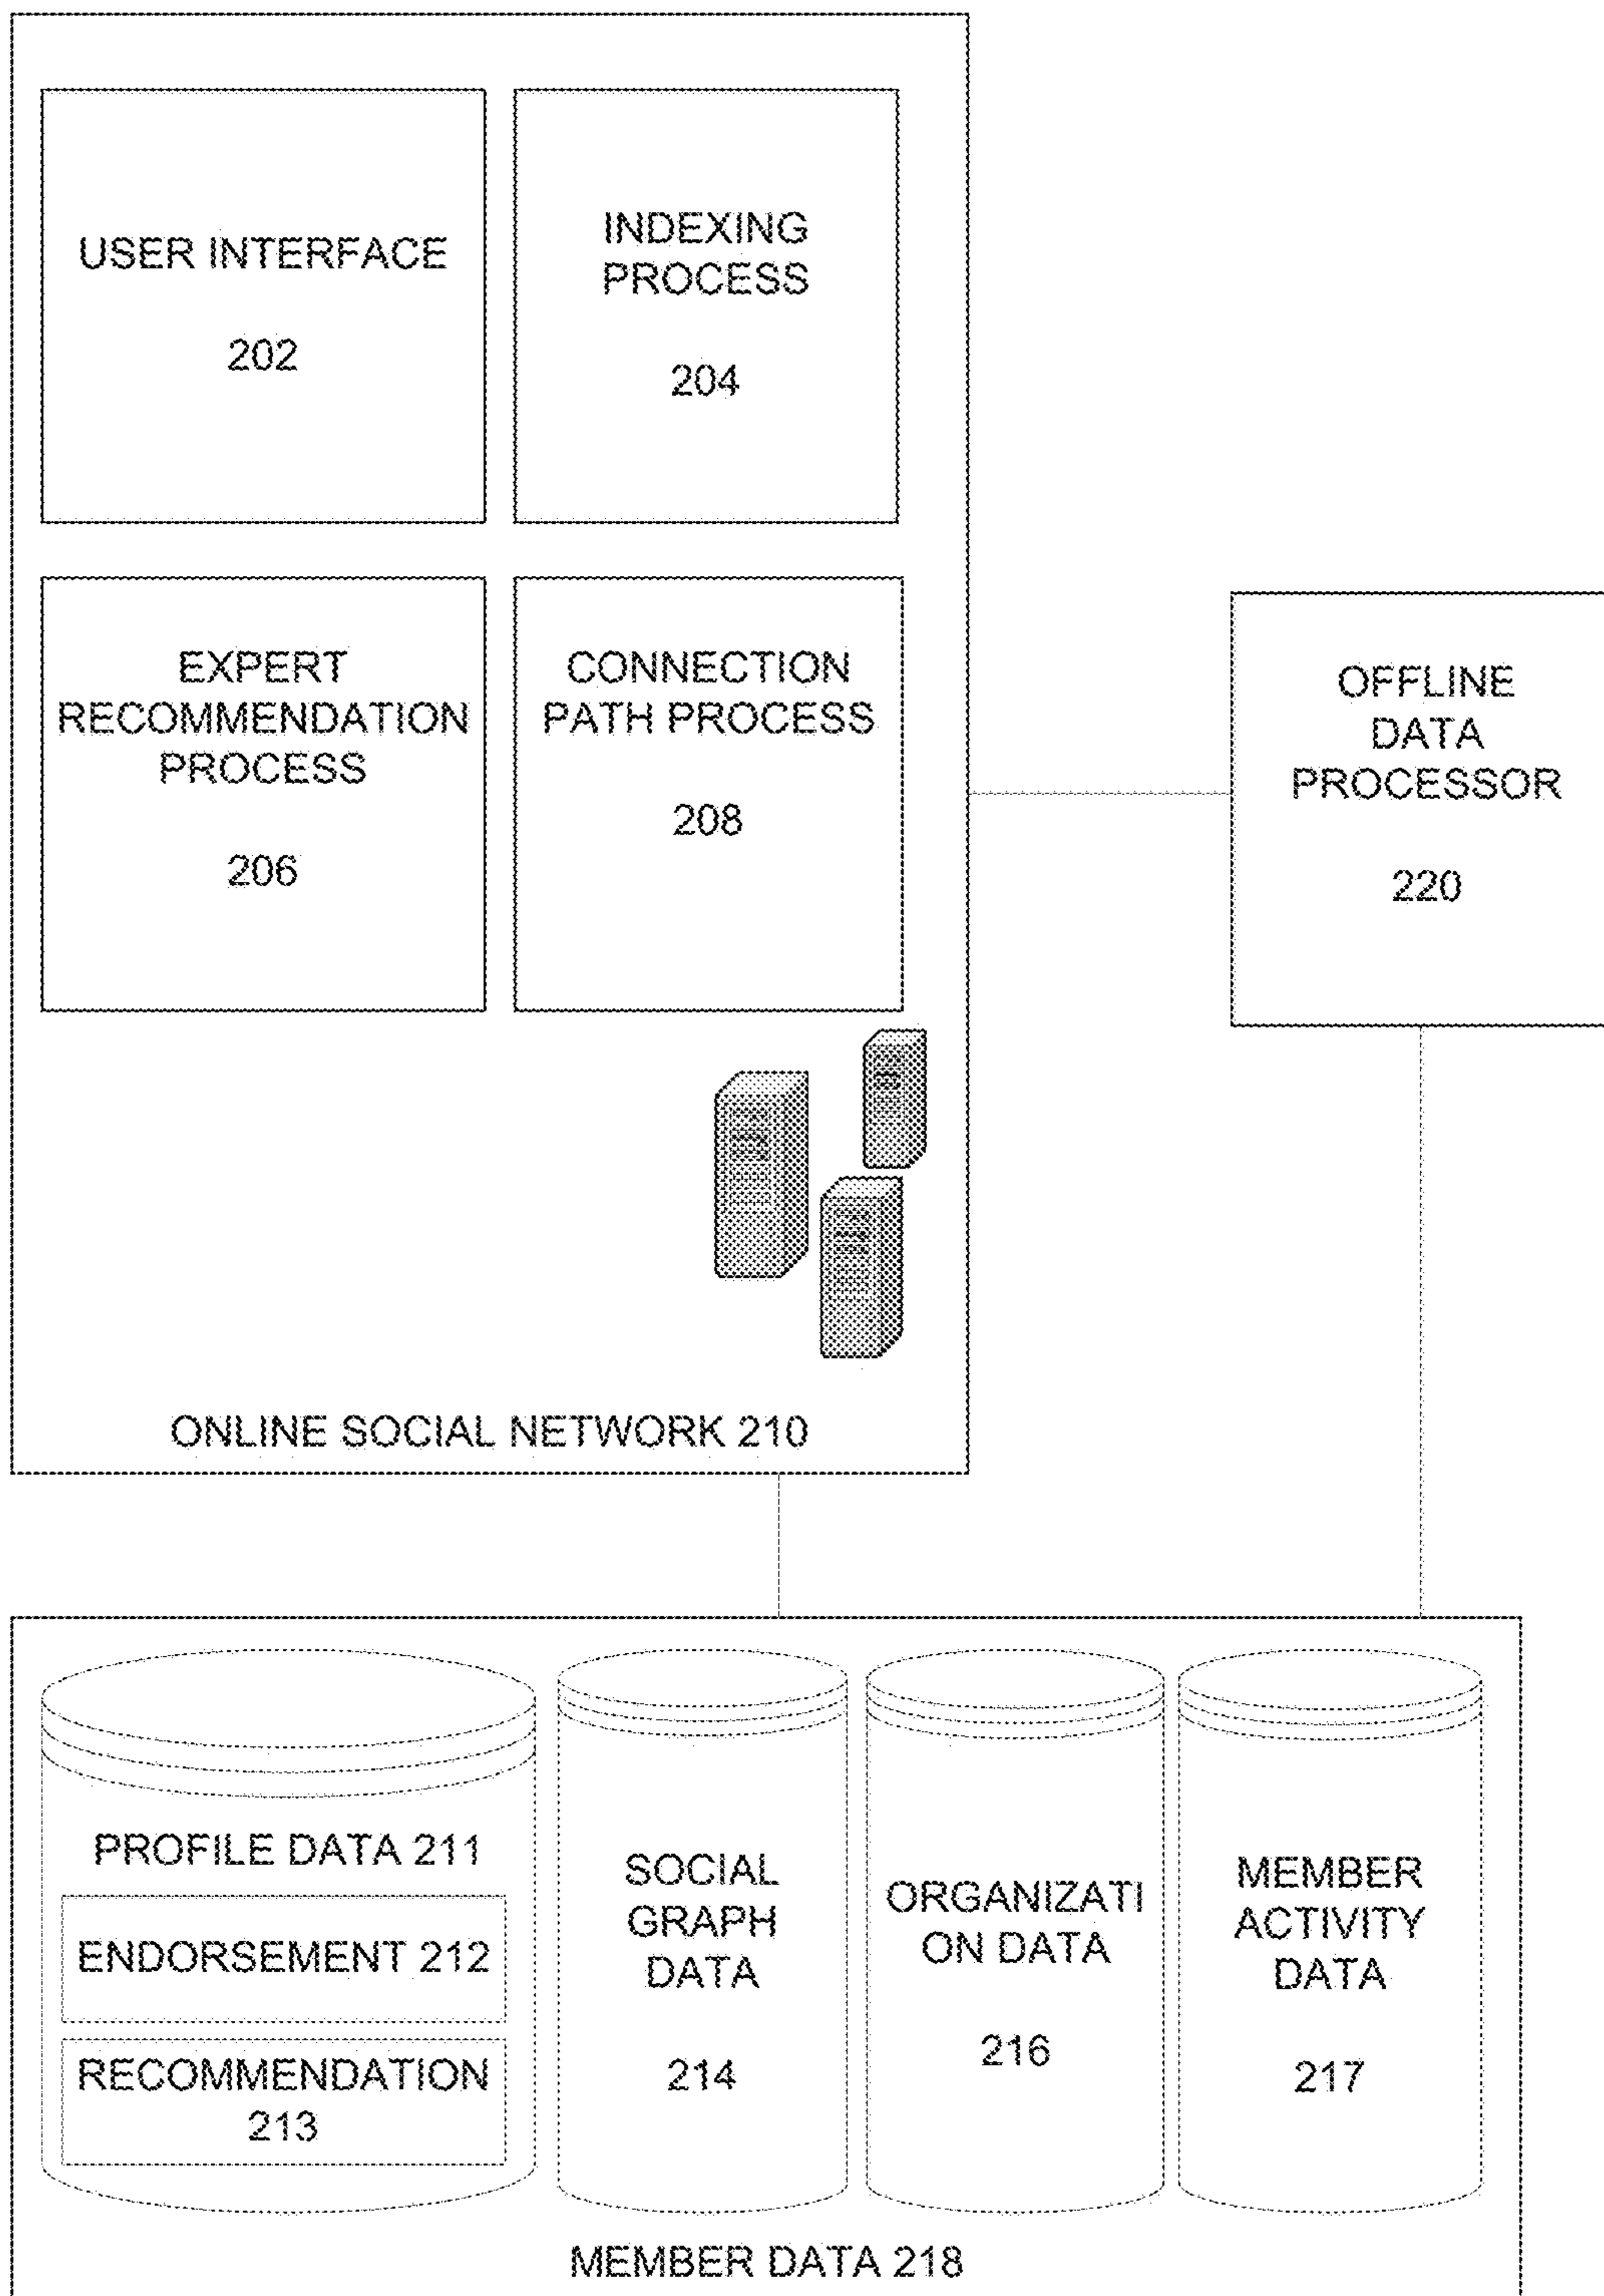 USER INTERFACE
202
INDEXING
PROCESS
204
EXPERT
RECOMMENDATION
PROCESS
206
CONNECTION
PATH PROCESS
208
OFFLINE
DATA
PROCESSOR
220
ONLINE SOCIAL NETWORK 210
PROFILE DATA 211
ENDORSEMENT 212
RECOMMENDATION
213
SOCIAL
GRAPH
DATA
214
ORGANIZATI
ON DATA
216
MEMBER
ACTIVITY
DATA
217
MEMBER DATA 218